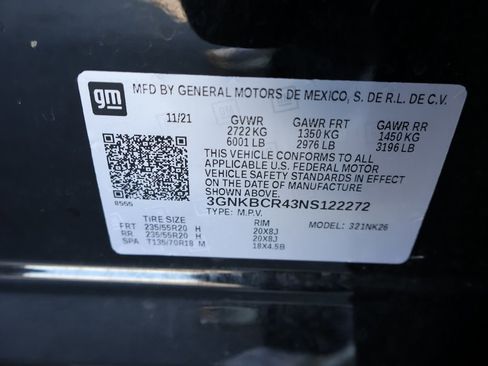 gm
MFD BY GENERAL MOTORS DE MEXICO, S. DE R.L. DE C.V.
11/21 GVWR GAWR FRT GAWR RR
2722 KG 1350 KG 1450 KG
6001 LB 2976 LB 3196 LB
THIS VEHICLE CONFORMS TO ALL
APPLICABLE U.S. FEDERAL MOTOR
VEHICLE SAFETY STANDARDS IN
EFFECT ON THE DATE OF MANUFACTURE
SHOWN ABOVE.
3GNKBCR43NS122272
TYPE: M.P.V. MODEL: 321NK26
TIRE SIZE RIM
FRT 235/55R20 H 20X8J
RR 235/55R20 H 20X8J
SPA T135/70R18 M 18X4.5B